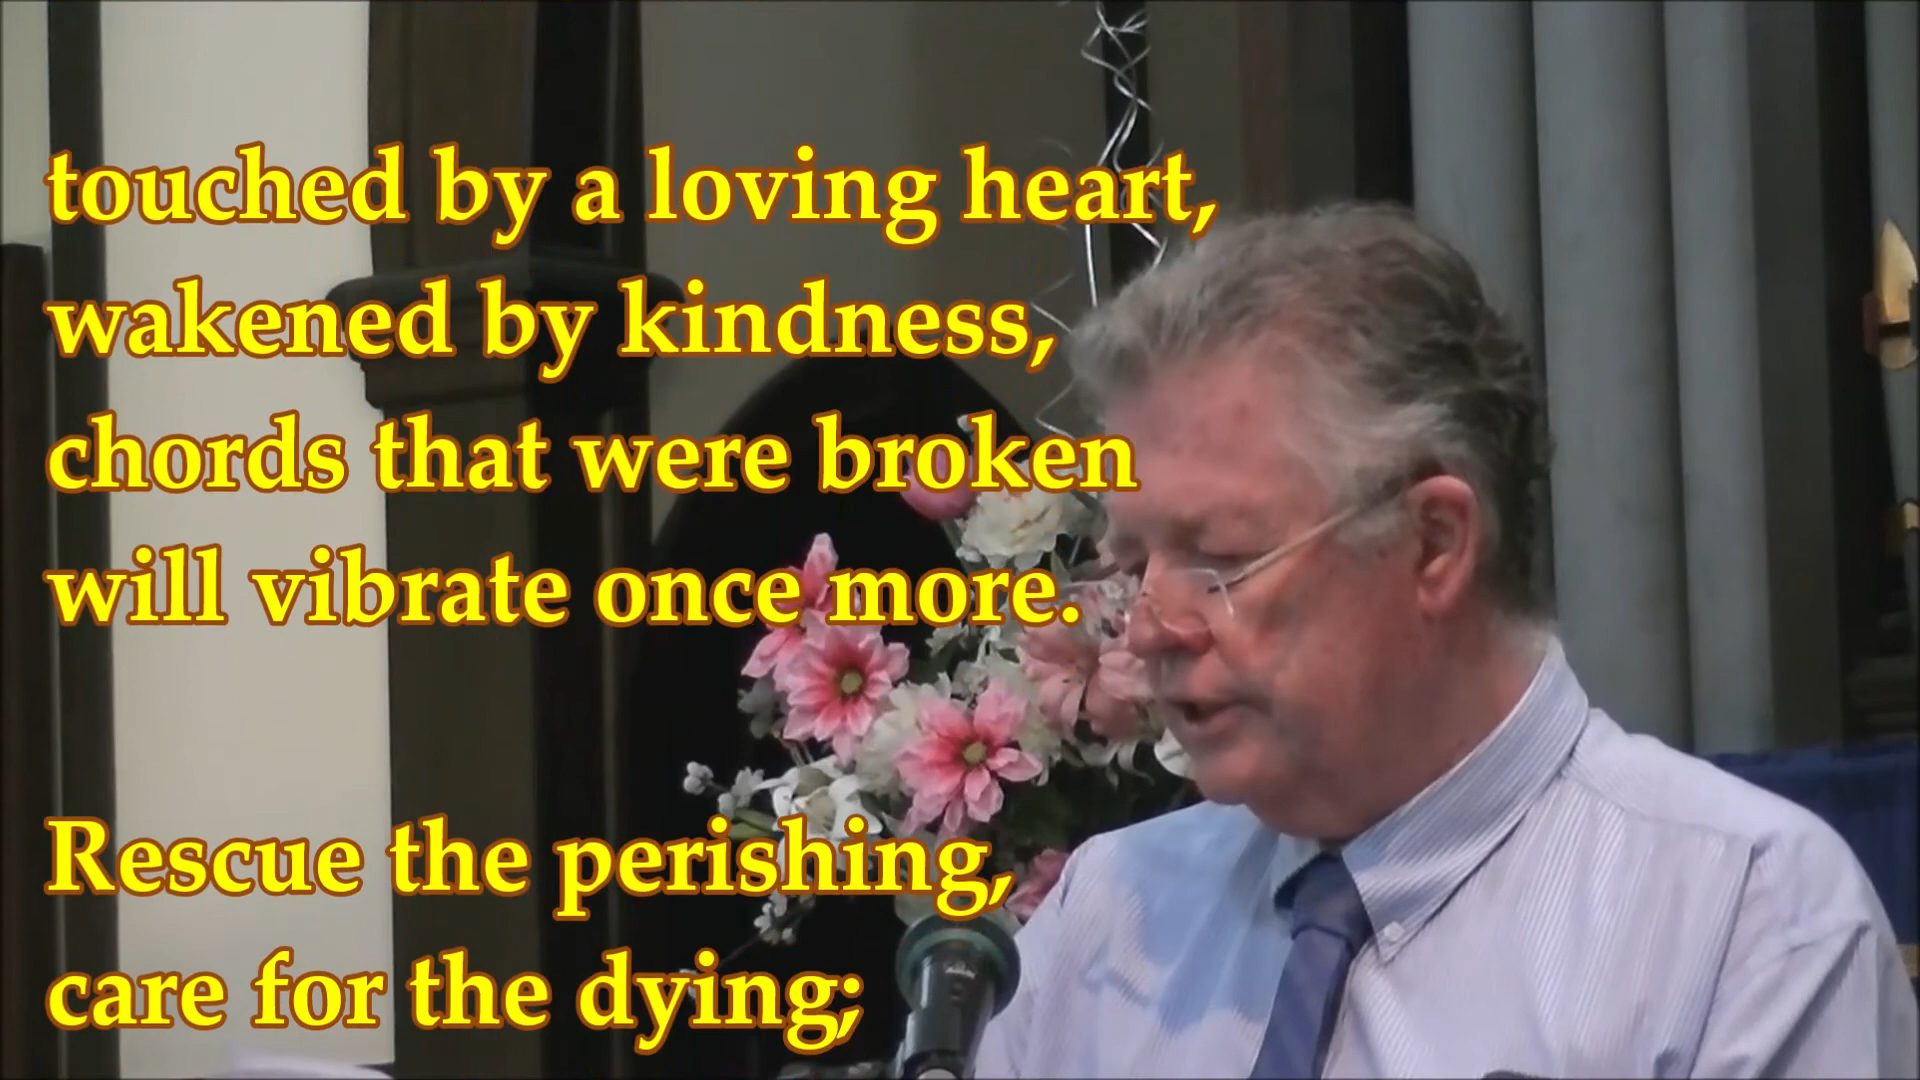 touched by a loving heart,
wakened by kindness,
chords that were broken
will vibrate once more.
Rescue the perishing,
care for the dying;